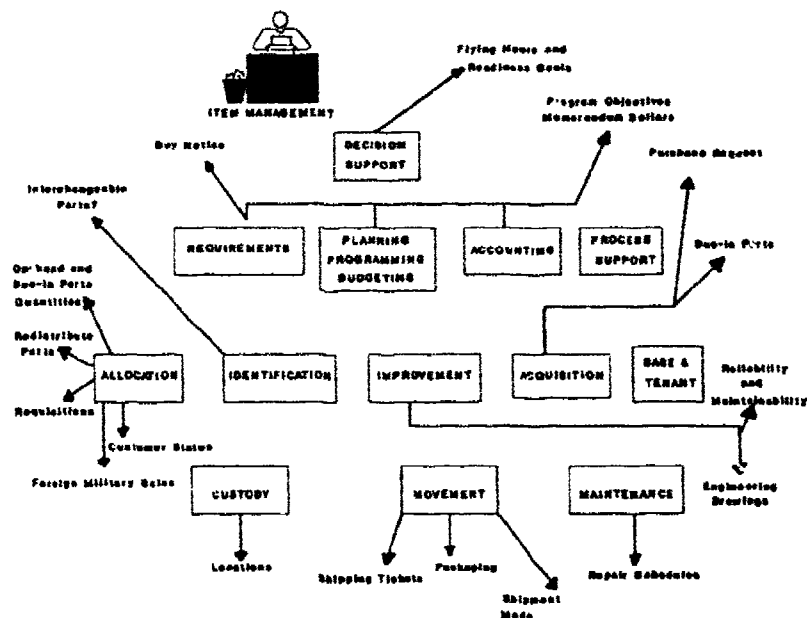 Flying Hours and
Readiness Goals
ITEM MANAGEMENT
Program Objectives
Memorandum Dollars
DECISION
SUPPORT
Buy Notice
Purchase Request
Interchangeable
Parts?
REQUIREMENTS
PLANNING
PROGRAMMING
BUDGETING
ACCOUNTING
PROCESS
SUPPORT
Due-in Parts
On-hand and
Due-in Parts
Quantities
Redistribute
Parts
ALLOCATION
IDENTIFICATION
IMPROVEMENT
ACQUISITION
BASE &
TENANT
Reliability
and
Maintainability
Requisitions
Customer Status
Foreign Military Sales
CUSTODY
MOVEMENT
MAINTENANCE
Engineering
Drawings
Locations
Shipping Tickets
Packaging
Shipment
Mode
Repair Schedules